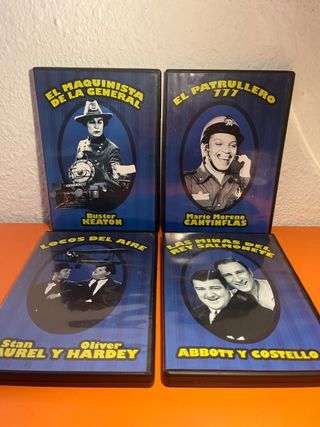 EL MAQUINISTA
DE LA GENERAL
Buster
KEATON
EL PATRULLERO
777
Mario Moreno
CANTINFLAS
LOCOS DEL AIRE
Stan Oliver
AUREL Y HARDEY
LAS MINAS DEL
REY SALMONETE
ABBOTT Y COSTELLO